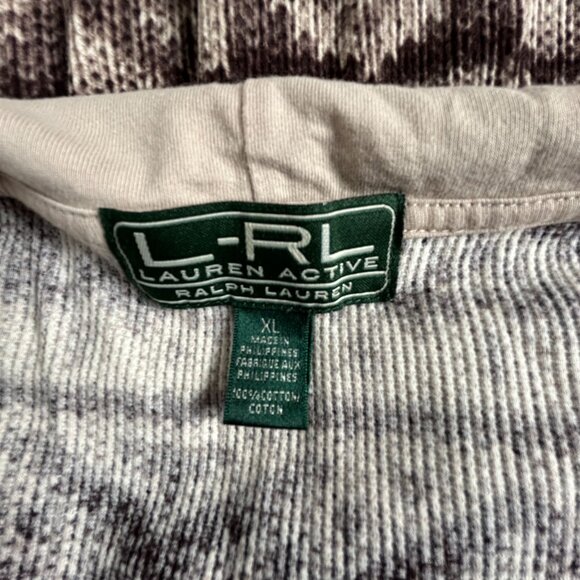 L-RL
LAUREN ACTIVE
RALPH LAUREN
XL
MADE IN
PHILIPPINES
FABRIQUE AUX
PHILIPPINES
100%COTTON/
COTON